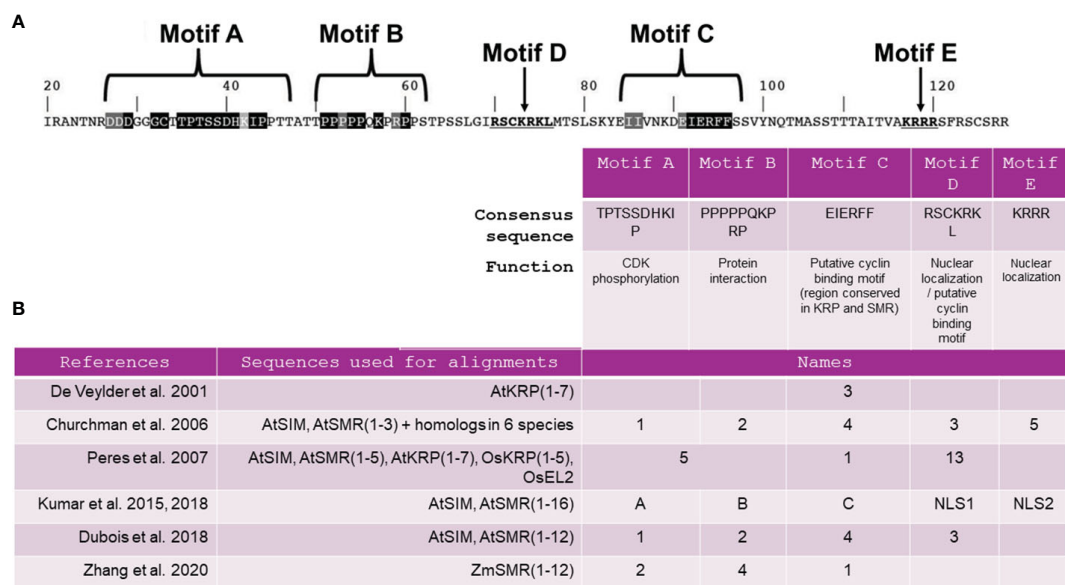 A
Motif A
Motif B
Motif D
Motif C
Motif E
20 40 60 80 100 120
IRANTNRDDDGGGCTTPTSSDHKIPPTTATTPPPPPQKPRPPSTPSSLGIRSCKRKLMTSLSKYEIIVNKDEIERFFSSVYNQTMASSTTTAITVAKRRRSFRSCSRR
Motif A Motif B Motif C Motif D Motif E
Consensus sequence TPTSSDHKIP PPPPPQKPRP EIERFF RSCKRKL KRRR
Function CDK phosphorylation Protein interaction Putative cyclin binding motif (region conserved in KRP and SMR) Nuclear localization / putative cyclin binding motif Nuclear localization
B
References Sequences used for alignments Names
De Veylder et al. 2001 AtKRP(1-7) 3
Churchman et al. 2006 AtSIM, AtSMR(1-3) + homologs in 6 species 1 2 4 3 5
Peres et al. 2007 AtSIM, AtSMR(1-5), AtKRP(1-7), OsKRP(1-5), OsEL2 5 1 13
Kumar et al. 2015, 2018 AtSIM, AtSMR(1-16) A B C NLS1 NLS2
Dubois et al. 2018 AtSIM, AtSMR(1-12) 1 2 4 3
Zhang et al. 2020 ZmSMR(1-12) 2 4 1